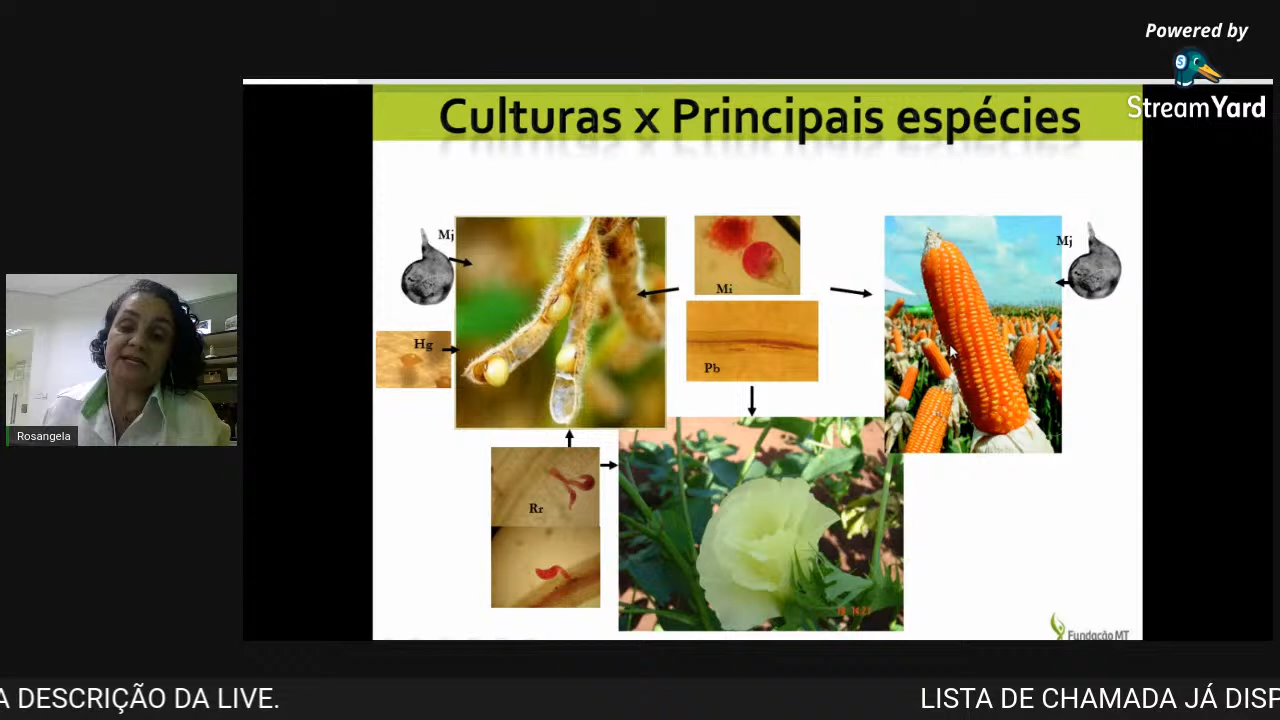 Powered by
StreamYard
Culturas x Principais espécies
Mj
Mi
Mj
Hg
Pb
Rr
Rosangela
Fundação MT
A DESCRIÇÃO DA LIVE.
LISTA DE CHAMADA JÁ DISP